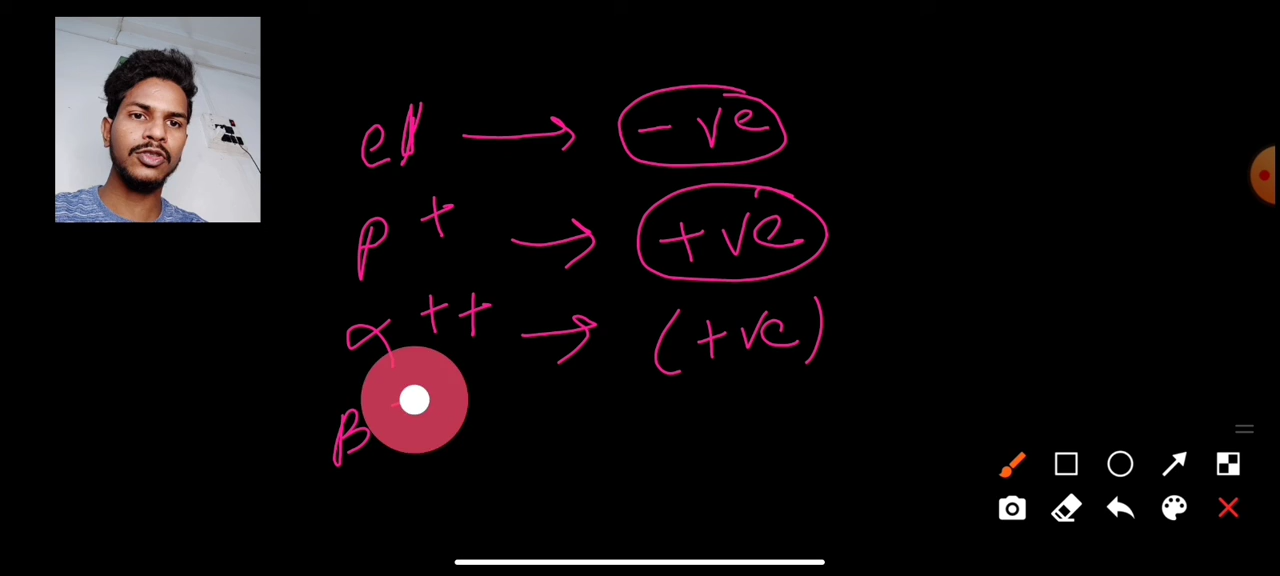 e → -ve
p + → +ve
α ++ → (+ve)
β